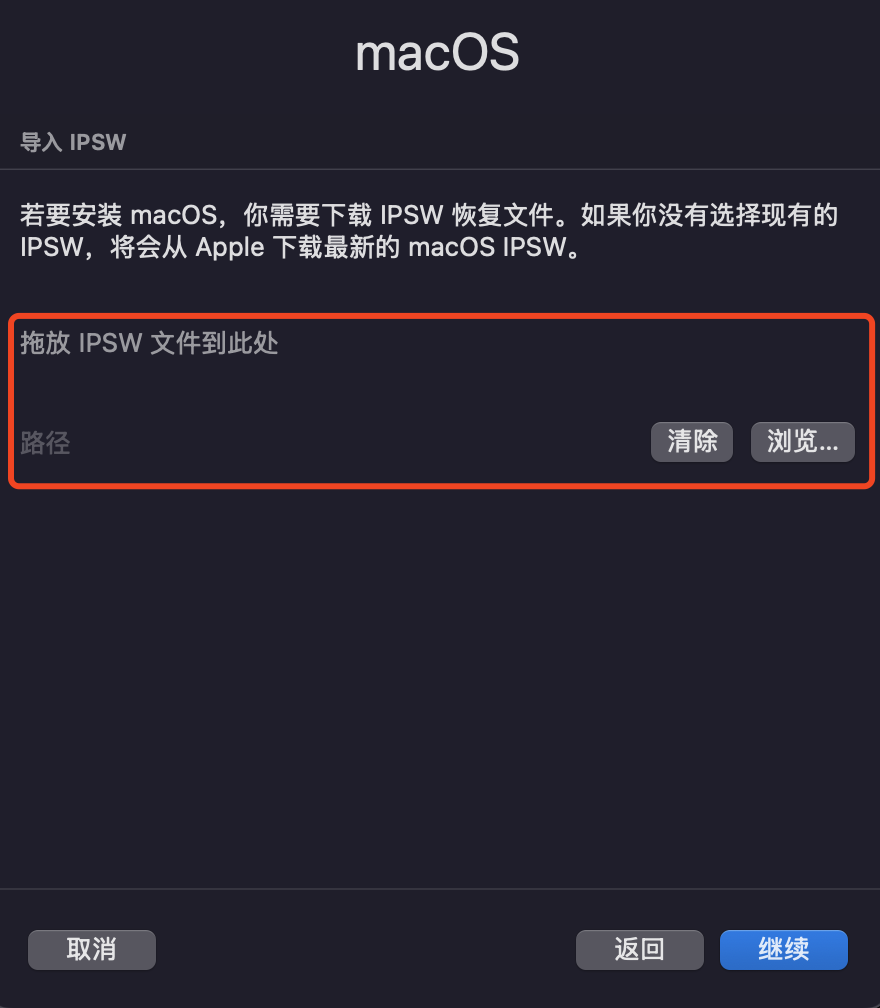 macOS
导入 IPSW
若要安装 macOS，你需要下载 IPSW 恢复文件。如果你没有选择现有的
IPSW，将会从 Apple 下载最新的 macOS IPSW。
拖放 IPSW 文件到此处
路径
清除
浏览...
取消
返回
继续